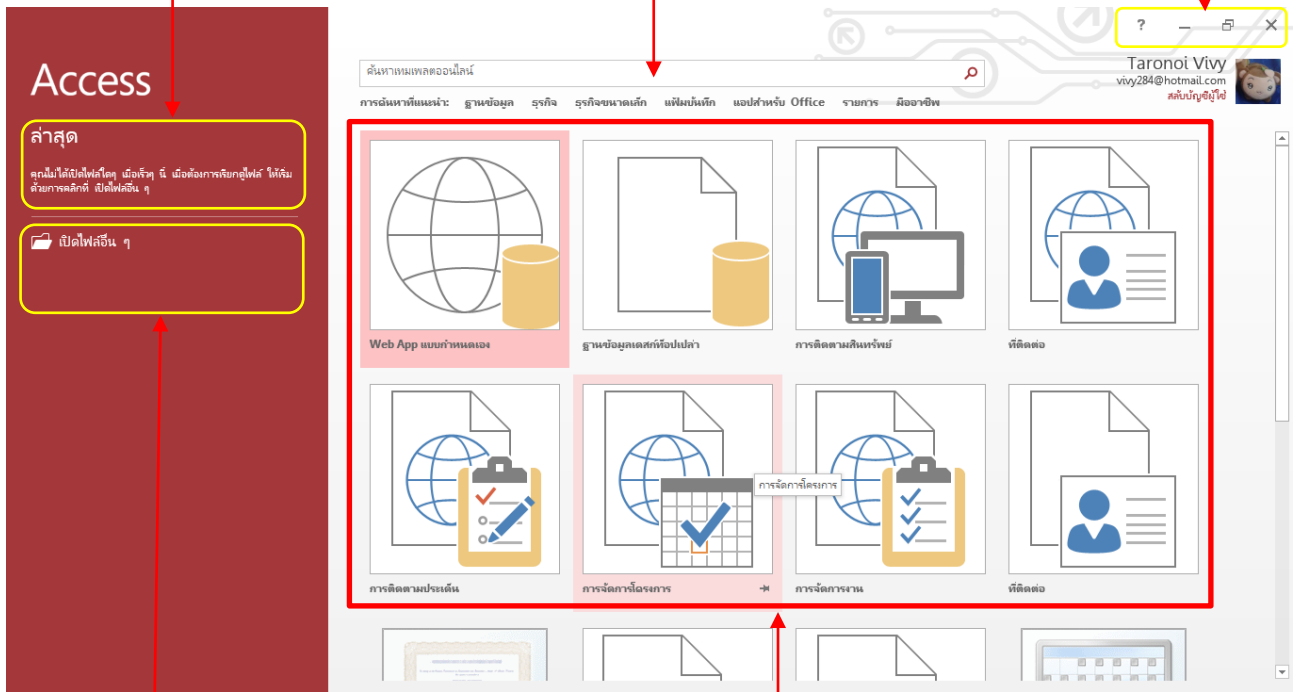 ?
Access
ค้นหาเทมเพลตออนไลน์
Taronoi Vivy
vivy284@hotmail.com
สลับบัญชีผู้ใช้
การค้นหาที่แนะนำ: ฐานข้อมูล ธุรกิจ ธุรกิจขนาดเล็ก แฟ้มบันทึก แอปสำหรับ Office รายการ มืออาชีพ
ล่าสุด
คุณไม่ได้เปิดไฟล์ใดๆ เมื่อเร็วๆ นี้ เมื่อต้องการเรียกดูไฟล์ ให้เริ่ม
ด้วยการคลิกที่ เปิดไฟล์อื่น ๆ
เปิดไฟล์อื่น ๆ
Web App แบบกำหนดเอง
ฐานข้อมูลเดสก์ท็อปเปล่า
การติดตามสินทรัพย์
ที่ติดต่อ
การติดตามประเด็น
การจัดการโครงการ
การจัดการโครงการ
การจัดการงาน
ที่ติดต่อ